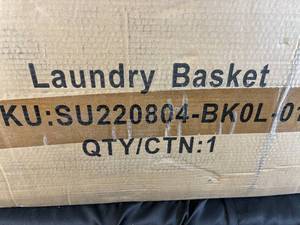 Laundry Basket
KU:SU220804-BK0L-01
QTY/CTN:1